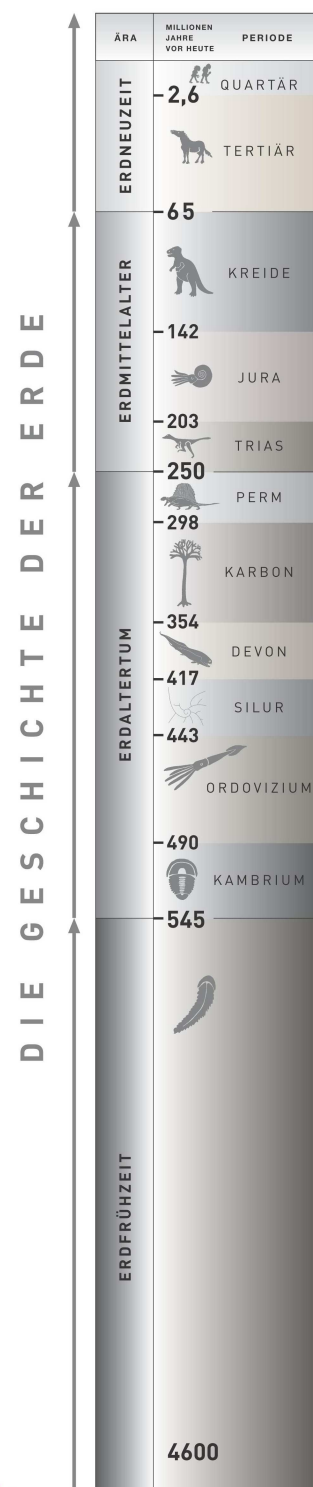 DIE GESCHICHTE DER ERDE
ÄRA
MILLIONEN
JAHRE
VOR HEUTE
PERIODE
ERDNEUZEIT
QUARTÄR
2,6
TERTIÄR
65
ERDMITTELALTER
KREIDE
142
JURA
203
TRIAS
250
ERDALTERTUM
PERM
298
KARBON
354
DEVON
417
SILUR
443
ORDOVIZIUM
490
KAMBRIUM
545
ERDFRÜHZEIT
4600